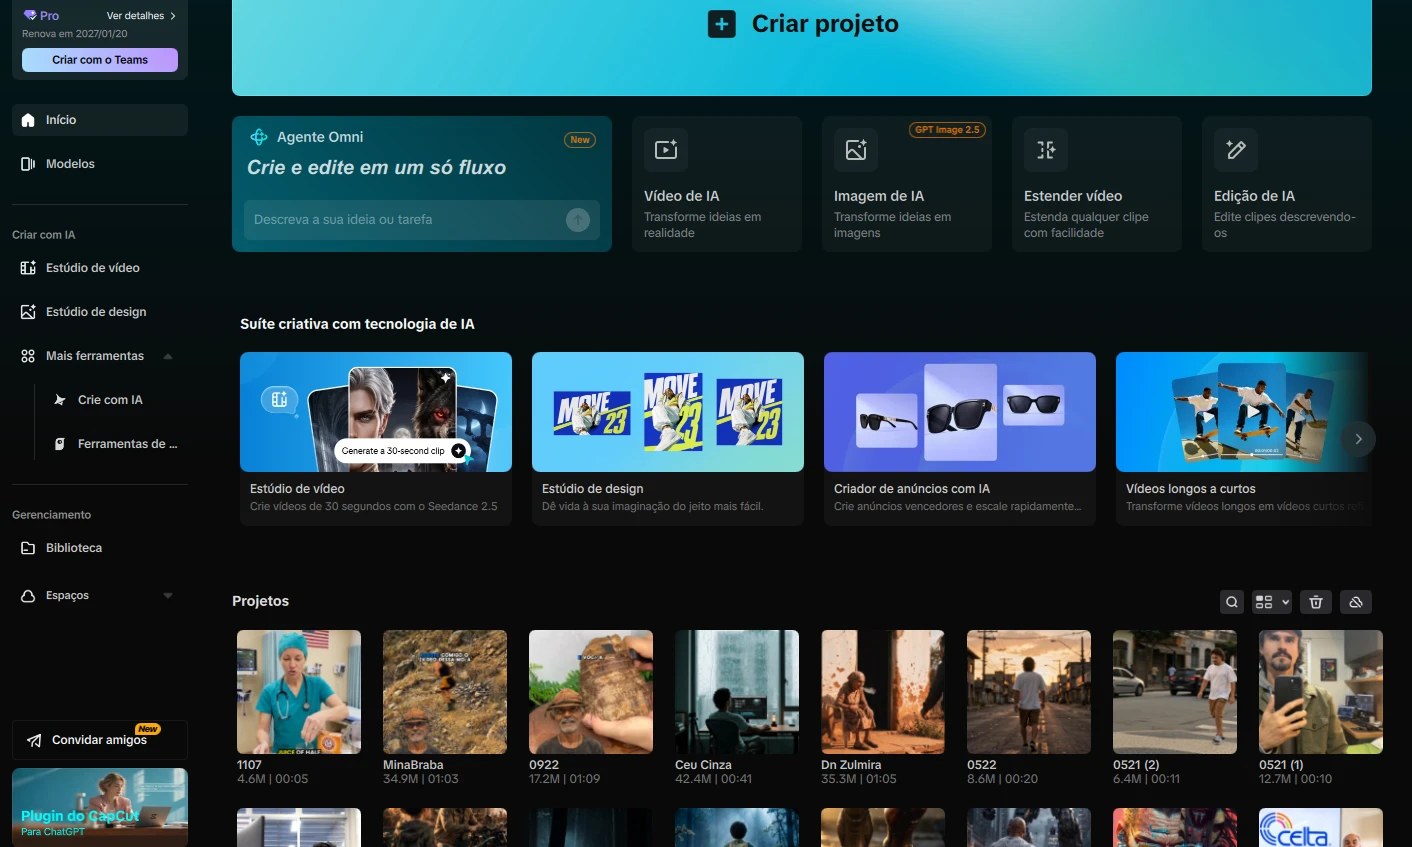 Pro
Ver detalhes
Renova em 2027/01/20
Criar com o Teams
Início
Modelos
Criar com IA
Estúdio de vídeo
Estúdio de design
Mais ferramentas
Crie com IA
Ferramentas de ...
Gerenciamento
Biblioteca
Espaços
New
Convidar amigos
Plugin do CapCut
Para ChatGPT
Criar projeto
Agente Omni
New
Crie e edite em um só fluxo
Descreva a sua ideia ou tarefa
Vídeo de IA
Transforme ideias em
realidade
GPT Image 2.5
Imagem de IA
Transforme ideias em
imagens
Estender vídeo
Estenda qualquer clipe
com facilidade
Edição de IA
Edite clipes descrevendo-
os
Suíte criativa com tecnologia de IA
Generate a 30-second clip
Estúdio de vídeo
Crie vídeos de 30 segundos com o Seedance 2.5
MOVE
23
MOVE
23
MOVE
23
Estúdio de design
Dê vida à sua imaginação do jeito mais fácil.
Criador de anúncios com IA
Crie anúncios vencedores e escale rapidamente...
Vídeos longos a curtos
Transforme vídeos longos em vídeos curtos
Projetos
JUICE OF HALF
1107
4.6M | 00:05
COMIGO O
MinaBraba
34.9M | 01:03
0922
17.2M | 01:09
Ceu Cinza
42.4M | 00:41
Dn Zulmira
35.3M | 01:05
0522
8.6M | 00:20
0521 (2)
6.4M | 00:11
0521 (1)
12.7M | 00:10
celta